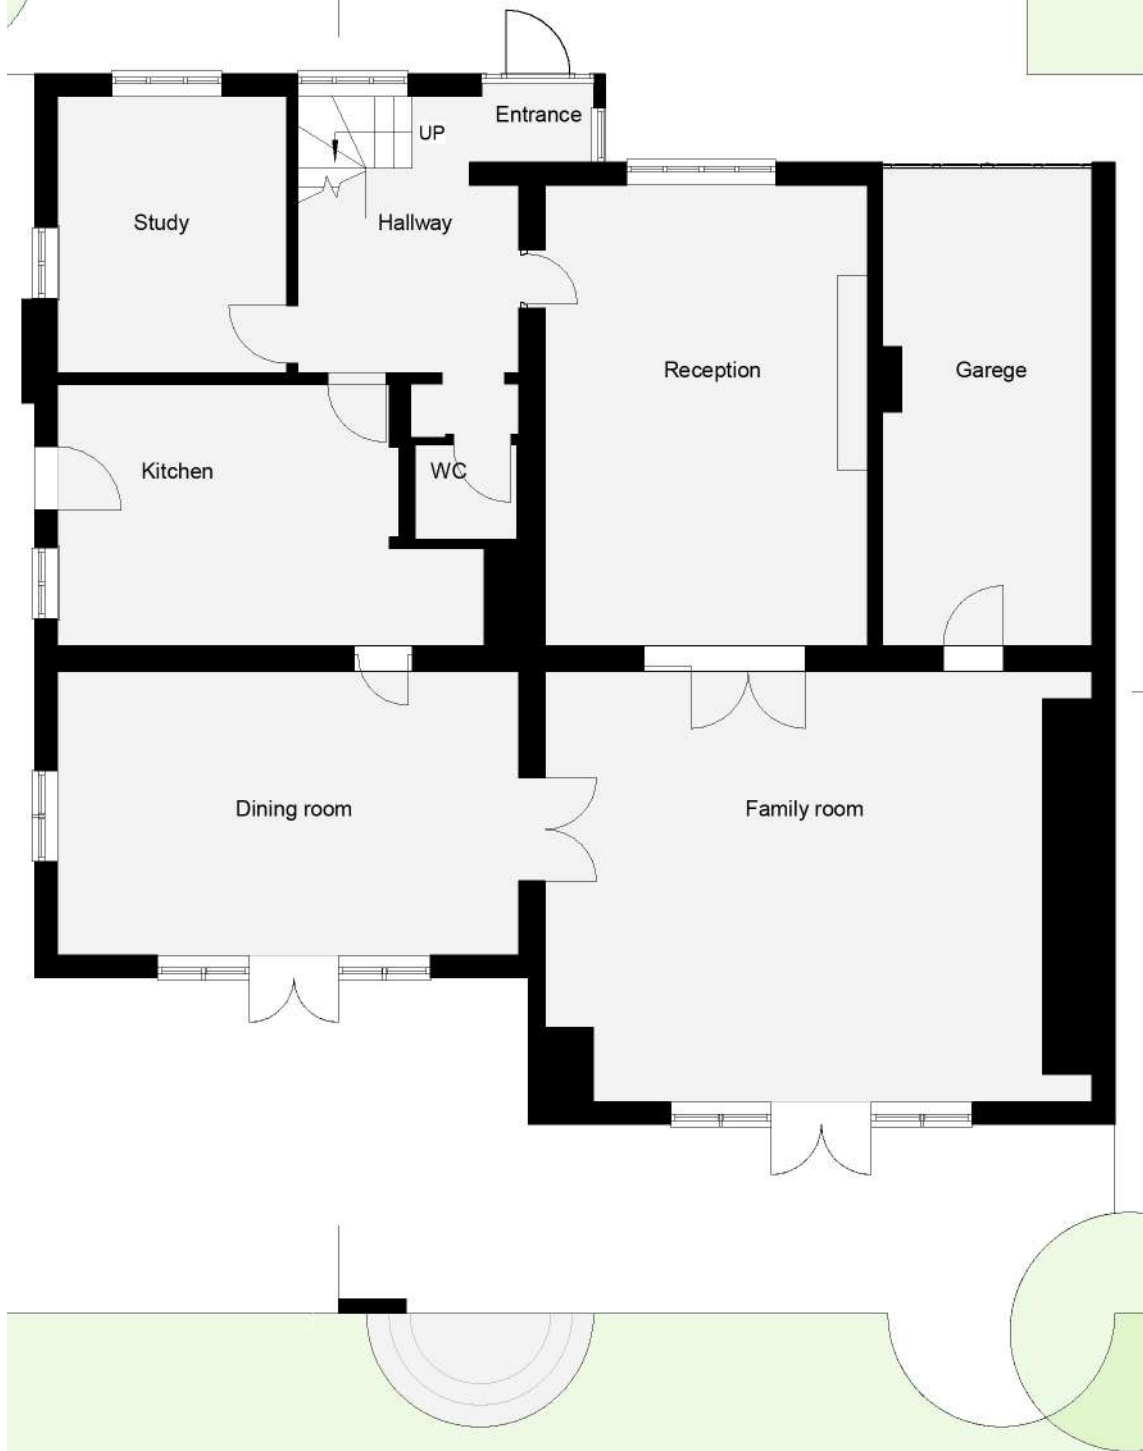 Entrance
UP
Study
Hallway
Reception
Garege
Kitchen
WC
Dining room
Family room